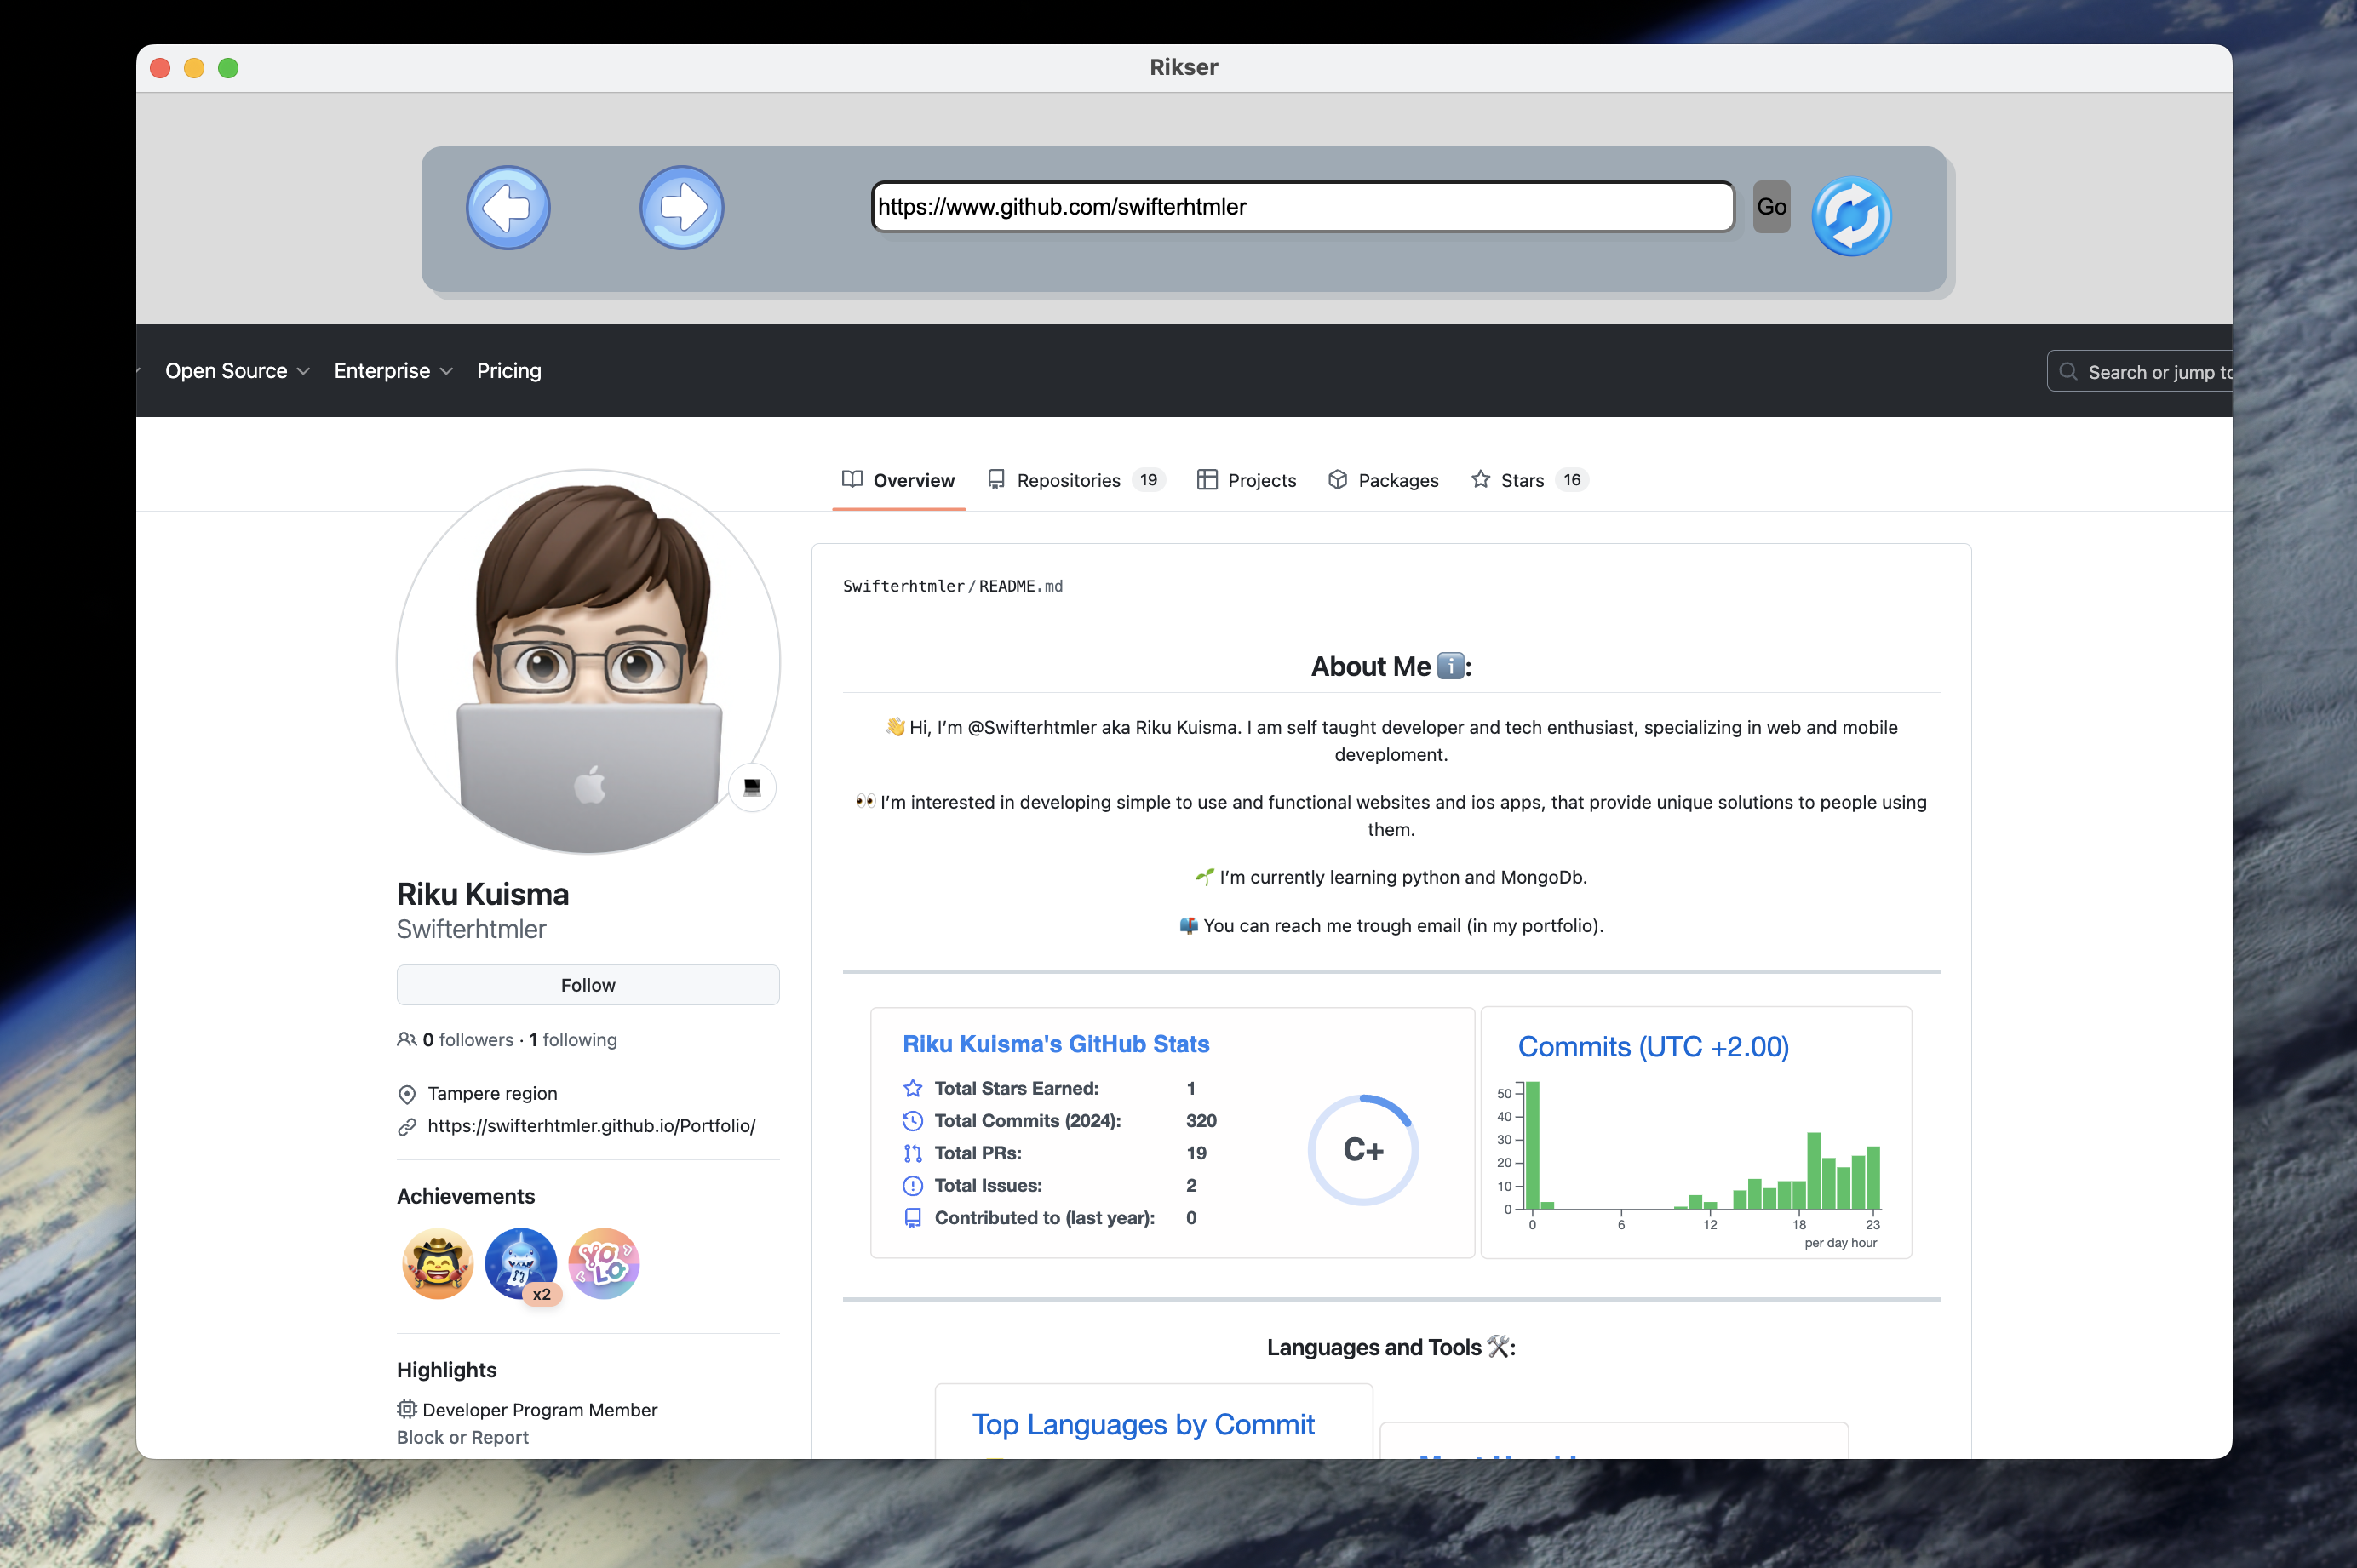 Rikser
https://www.github.com/swifterhtmler
Go
Open Source
Enterprise
Pricing
Search or jump to
Overview
Repositories 19
Projects
Packages
Stars 16
Riku Kuisma
Swifterhtmler
Follow
0 followers · 1 following
Tampere region
https://swifterhtmler.github.io/Portfolio/
Achievements
YOLO
x2
Highlights
Developer Program Member
Block or Report
Swifterhtmler/README.md
About Me ℹ️:
👋 Hi, I’m @Swifterhtmler aka Riku Kuisma. I am self taught developer and tech enthusiast, specializing in web and mobile
deveploment.
👀 I’m interested in developing simple to use and functional websites and ios apps, that provide unique solutions to people using
them.
🌱 I’m currently learning python and MongoDb.
📫 You can reach me trough email (in my portfolio).
Riku Kuisma's GitHub Stats
Total Stars Earned: 1
Total Commits (2024): 320
Total PRs: 19
Total Issues: 2
Contributed to (last year): 0
C+
Commits (UTC +2.00)
50
40
30
20
10
0
0 6 12 18 23
per day hour
Languages and Tools 🛠️:
Top Languages by Commit